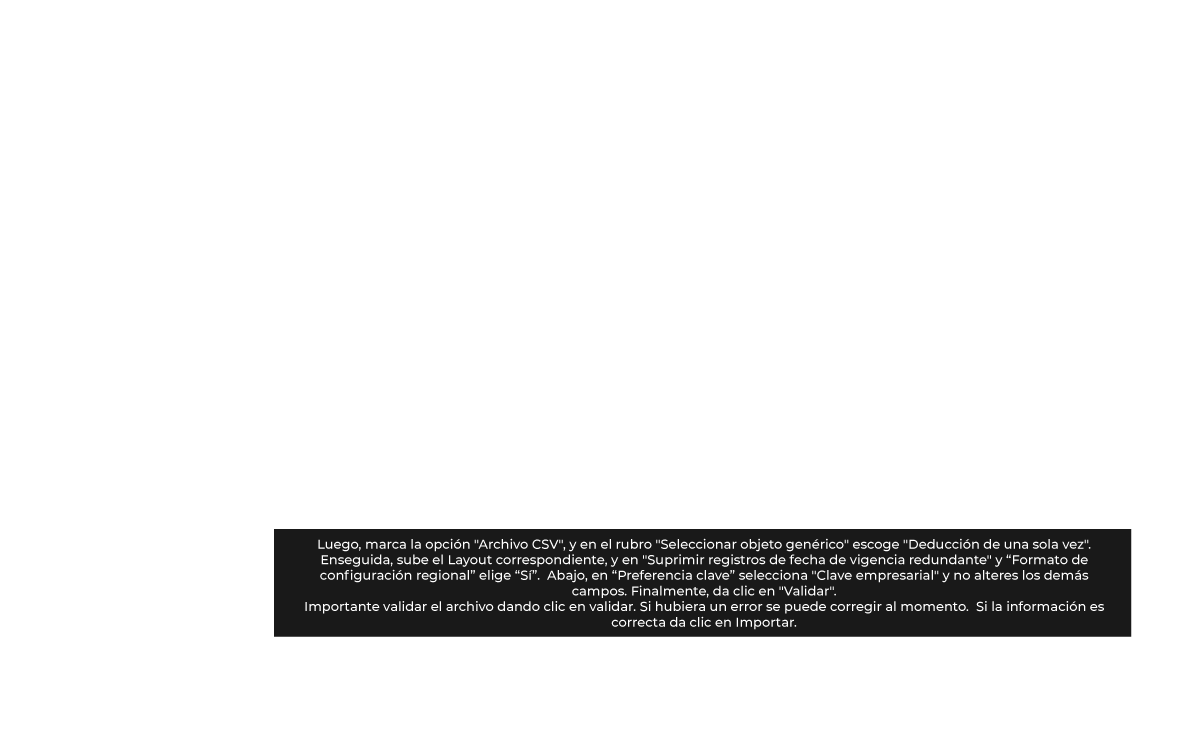 Luego, marca la opción "Archivo CSV", y en el rubro "Seleccionar objeto genérico" escoge "Deducción de una sola vez".
Enseguida, sube el Layout correspondiente, y en "Suprimir registros de fecha de vigencia redundante" y “Formato de
configuración regional” elige “Sí”.  Abajo, en “Preferencia clave” selecciona "Clave empresarial" y no alteres los demás
campos. Finalmente, da clic en "Validar".
Importante validar el archivo dando clic en validar. Si hubiera un error se puede corregir al momento.  Si la información es
correcta da clic en Importar.